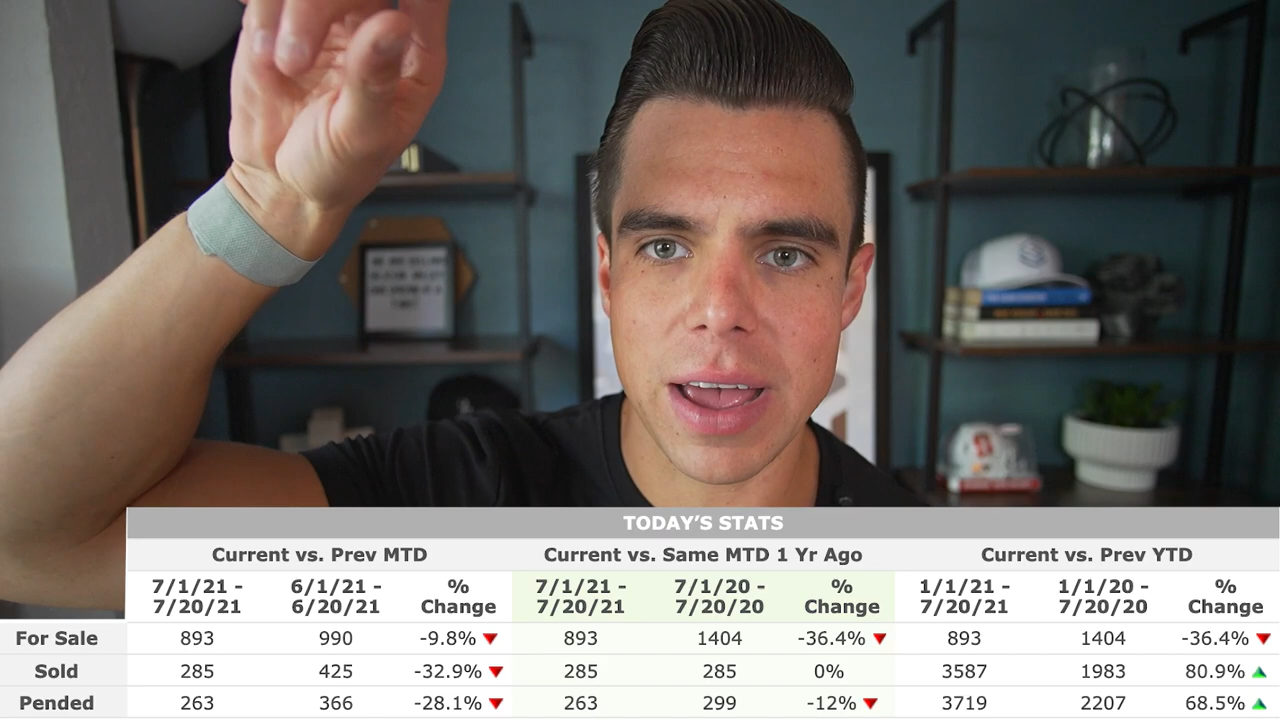 TODAY'S STATS
Current vs. Prev MTD Current vs. Same MTD 1 Yr Ago Current vs. Prev YTD
7/1/21 - 6/1/21 - % 7/1/21 - 7/1/20 - % 1/1/21 - 1/1/20 - %
7/20/21 6/20/21 Change 7/20/21 7/20/20 Change 7/20/21 7/20/20 Change
For Sale 893 990 -9.8% 893 1404 -36.4% 893 1404 -36.4%
Sold 285 425 -32.9% 285 285 0% 3587 1983 80.9%
Pended 263 366 -28.1% 263 299 -12% 3719 2207 68.5%